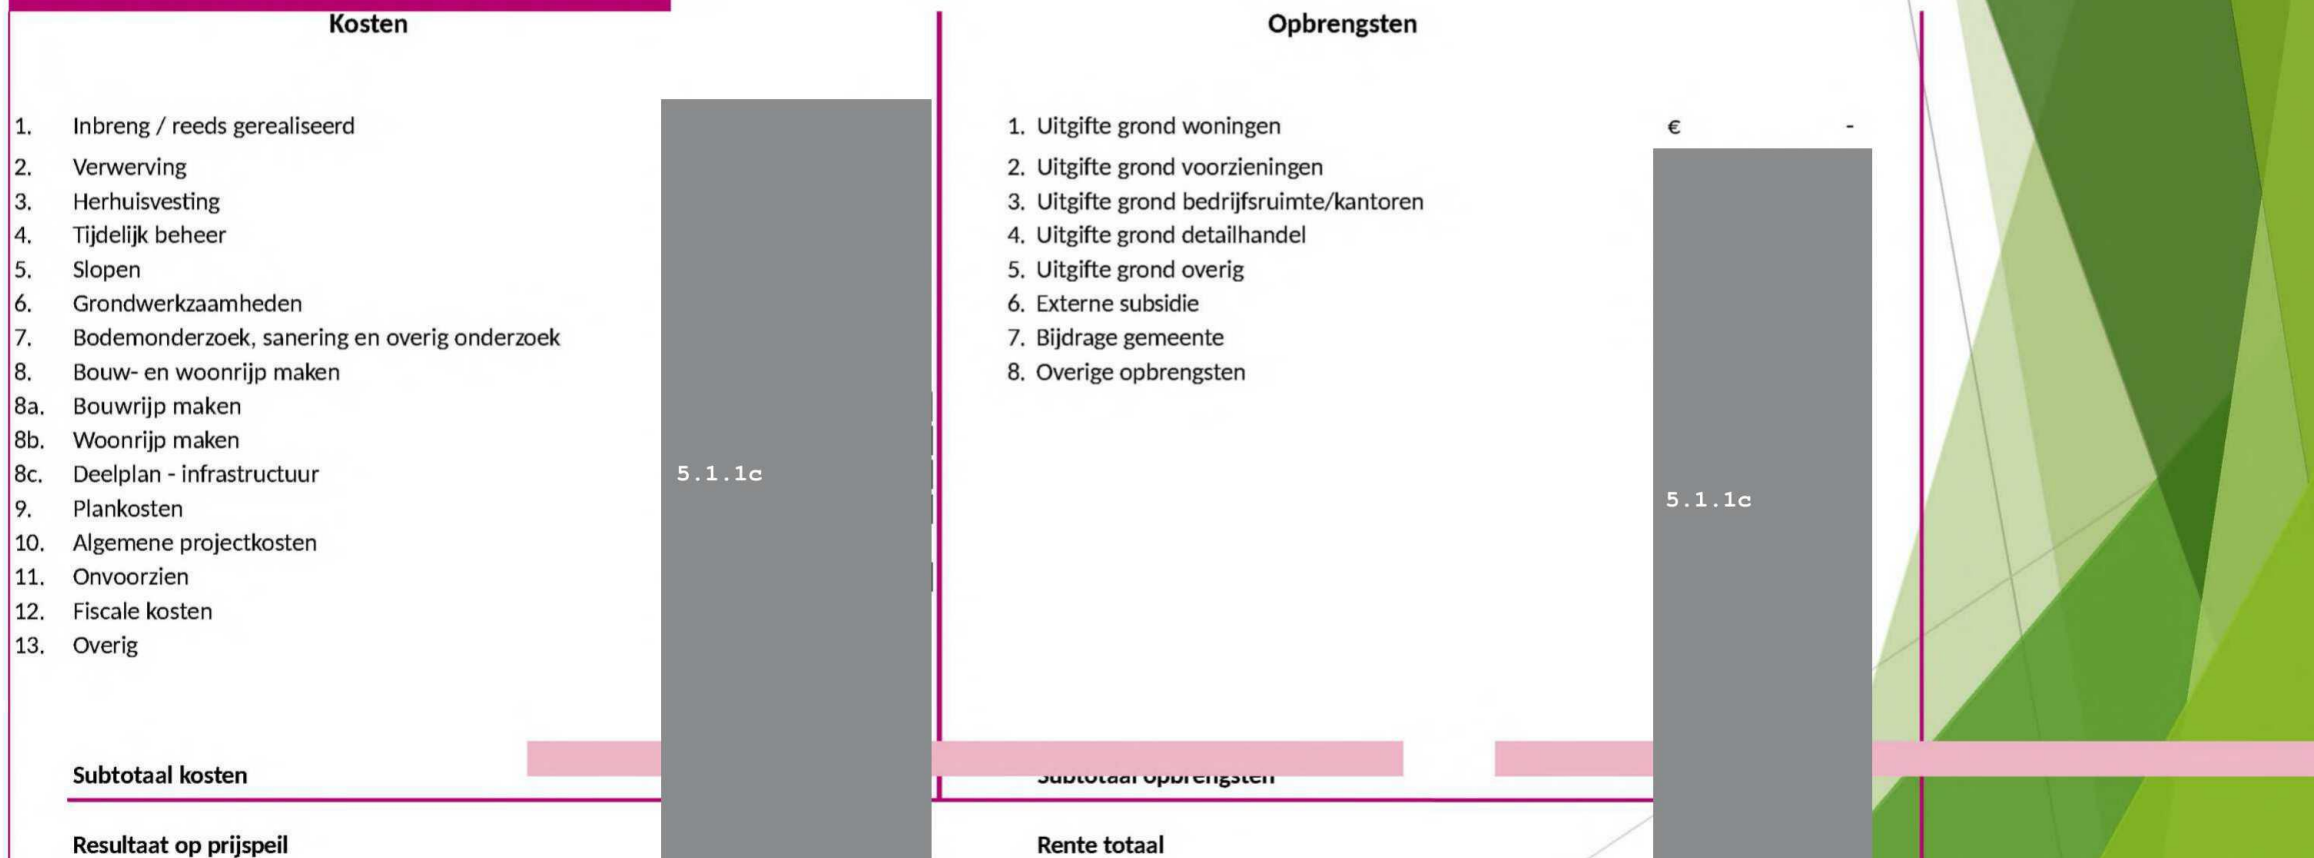 Kosten
1. Inbreng / reeds gerealiseerd
2. Verwerving
3. Herhuisvesting
4. Tijdelijk beheer
5. Slopen
6. Grondwerkzaamheden
7. Bodemonderzoek, sanering en overig onderzoek
8. Bouw- en woonrijp maken
8a. Bouwrijp maken
8b. Woonrijp maken
8c. Deelplan - infrastructuur
9. Plankosten
10. Algemene projectkosten
11. Onvoorzien
12. Fiscale kosten
13. Overig
5.1.1c
Subtotaal kosten
Resultaat op prijspeil
Opbrengsten
1. Uitgifte grond woningen € -
2. Uitgifte grond voorzieningen
3. Uitgifte grond bedrijfsruimte/kantoren
4. Uitgifte grond detailhandel
5. Uitgifte grond overig
6. Externe subsidie
7. Bijdrage gemeente
8. Overige opbrengsten
5.1.1c
Subtotaal opbrengsten
Rente totaal